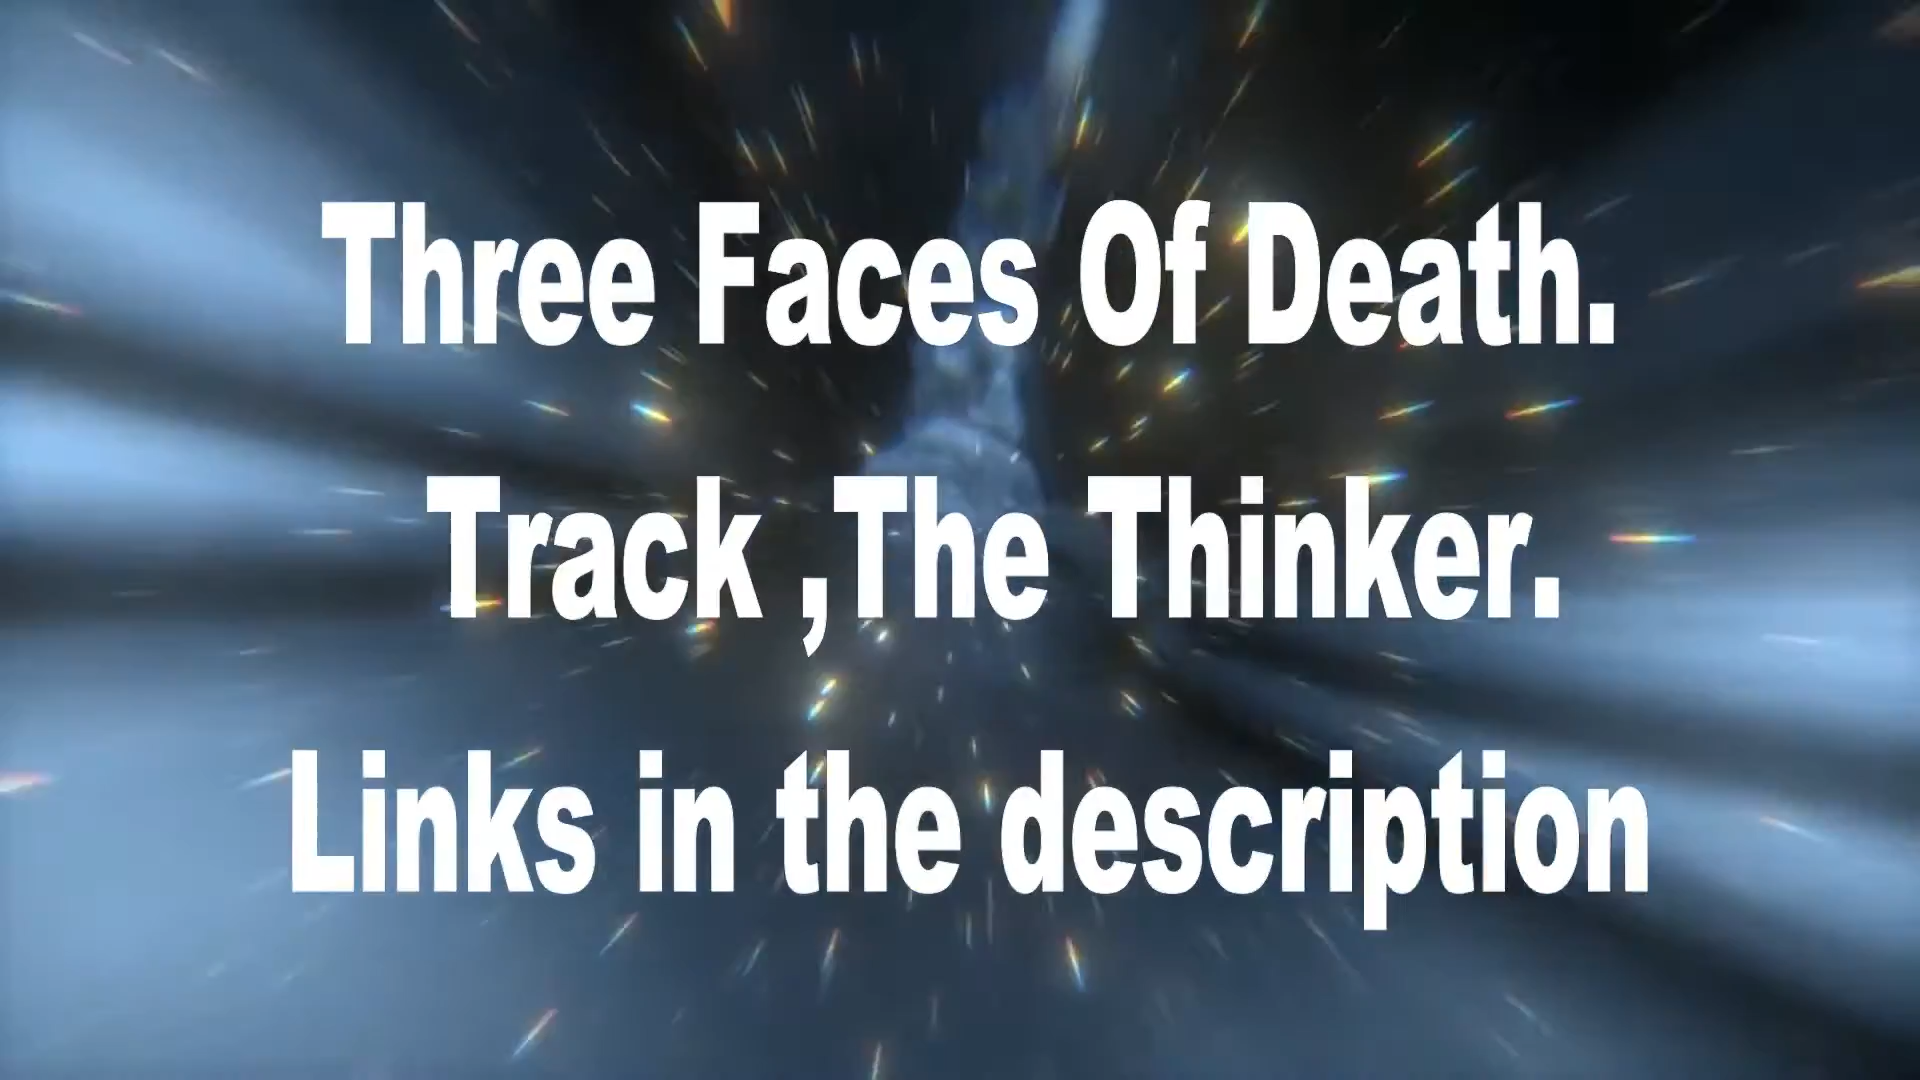 Three Faces Of Death.
Track ,The Thinker.
Links in the description